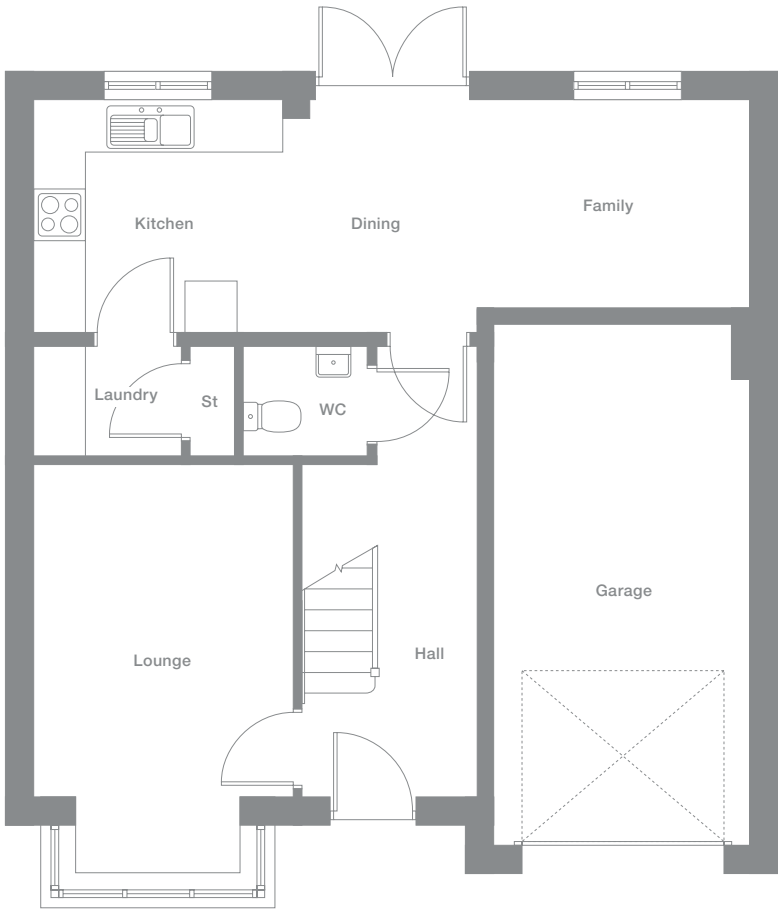 Family
Kitchen
Dining
Laundry
St
WC
Garage
Hall
Lounge